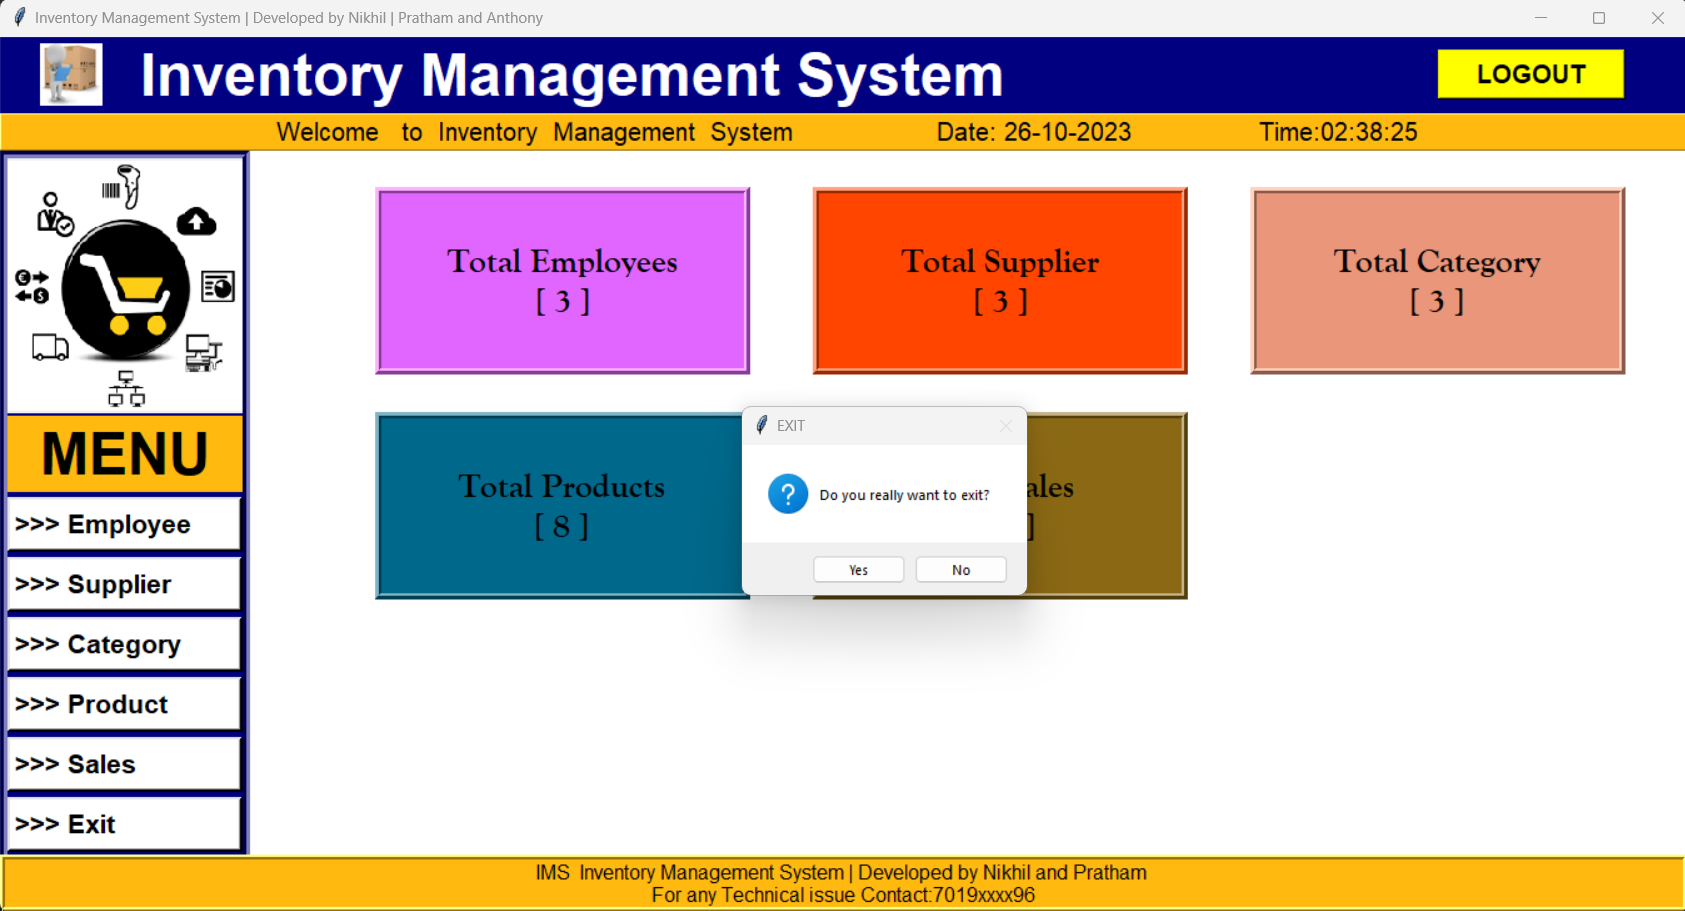 Inventory Management System | Developed by Nikhil | Pratham and Anthony
Inventory Management System
LOGOUT
Welcome to Inventory Management System Date: 26-10-2023 Time:02:38:25
Total Employees
[ 3 ]
Total Supplier
[ 3 ]
Total Category
[ 3 ]
MENU
>>> Employee
>>> Supplier
>>> Category
>>> Product
>>> Sales
>>> Exit
Total Products
[ 8 ]
ales
]
EXIT
Do you really want to exit?
Yes
No
IMS Inventory Management System | Developed by Nikhil and Pratham
For any Technical issue Contact:7019xxxx96